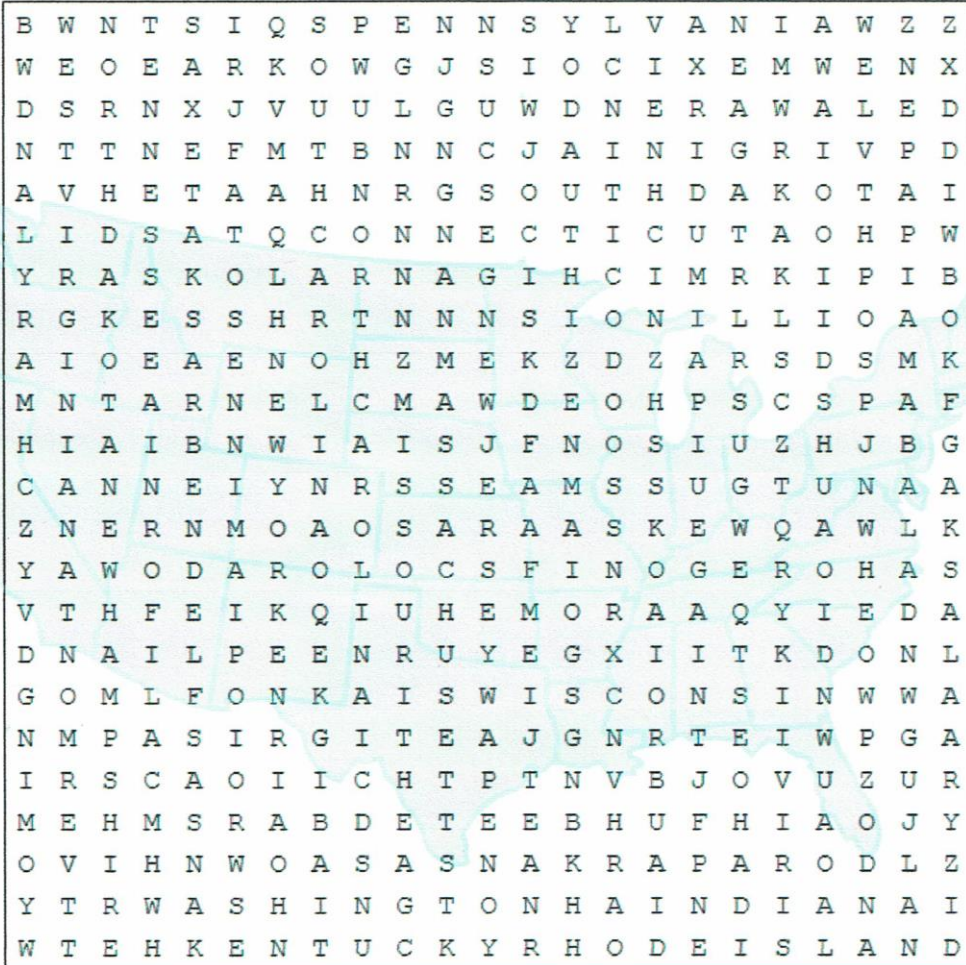 B W N T S I Q S P E N N S Y L V A N I A W Z Z
W E O E A R K O W G J S I O C I X E M W E N X
D S R N X J V U U L G U W D N E R A W A L E D
N T T N E F M T B N N C J A I N I G R I V P D
A V H E T A A H N R G S O U T H D A K O T A I
L I D S A T Q C O N N E C T I C U T A O H P W
Y R A S K O L A R N A G I H C I M R K I P I B
R G K E S S H R T N N N S I O N I L L I O A O
A I O E A E N O H Z M E K Z D Z A R S D S M K
M N T A R N E L C M A W D E O H P S C S P A F
H I A I B N W I A I S J F N O S I U Z H J B G
C A N N E I Y N R S S E A M S S U G T U N A A
Z N E R N M O A O S A R A A S K E W Q A W L K
Y A W O D A R O L O C S F I N O G E R O H A S
V T H F E I K Q I U H E M O R A A Q Y I E D A
D N A I L P E E N R U Y E G X I I T K D O N L
G O M L F O N K A I S W I S C O N S I N W W A
N M P A S I R G I T E A J G N R T E I W P G A
I R S C A O I I C H T P T N V B J O V U Z U R
M E H M S R A B D E T E E B H U F H I A O J Y
O V I H N W O A S A S N A K R A P A R O D L Z
Y T R W A S H I N G T O N H A I N D I A N A I
W T E H K E N T U C K Y R H O D E I S L A N D